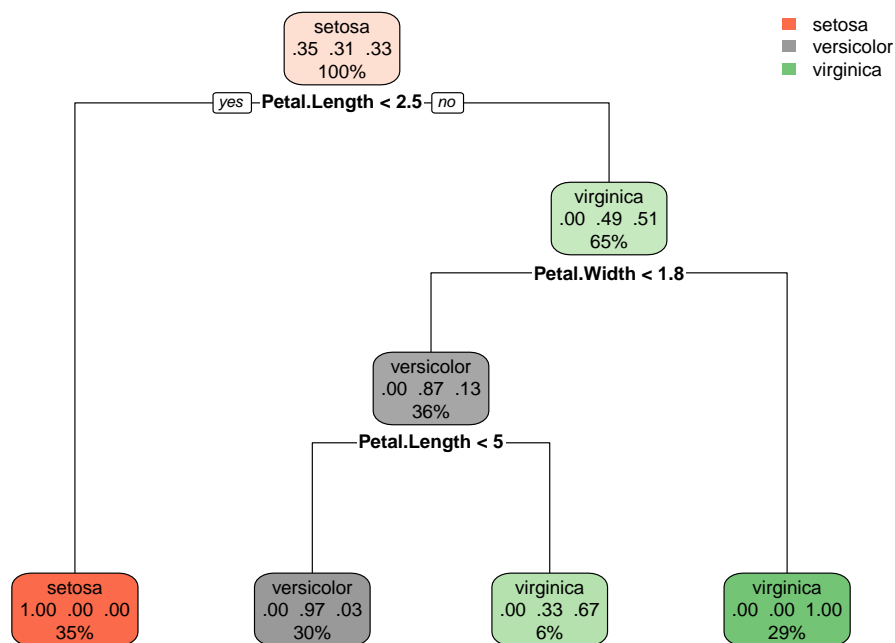 setosa
.35 .31 .33
100%
setosa
versicolor
virginica
yes Petal.Length < 2.5 no
virginica
.00 .49 .51
65%
Petal.Width < 1.8
versicolor
.00 .87 .13
36%
Petal.Length < 5
setosa
1.00 .00 .00
35%
versicolor
.00 .97 .03
30%
virginica
.00 .33 .67
6%
virginica
.00 .00 1.00
29%